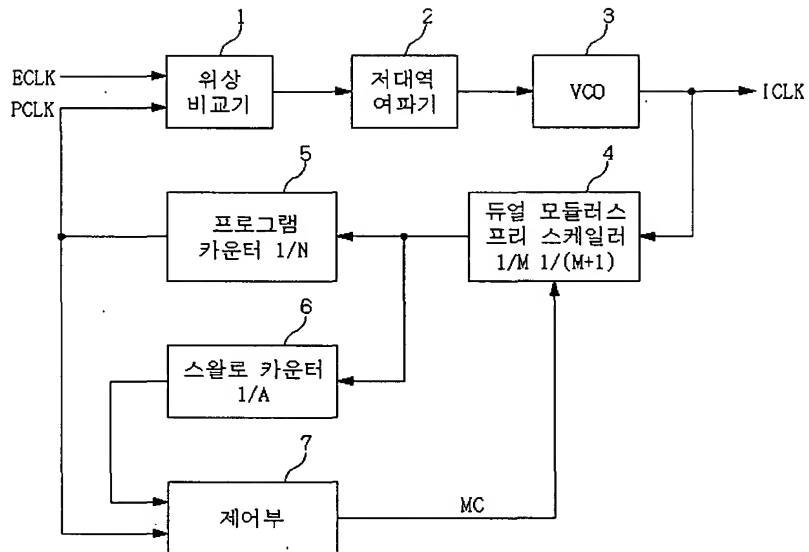 1
2
3
ECLK
PCLK
위상
비교기
저대역
여파기
VCO
ICLK
5
4
프로그램
카운터 1/N
듀얼 모듈러스
프리 스케일러
1/M 1/(M+1)
6
스왈로 카운터
1/A
7
제어부
MC